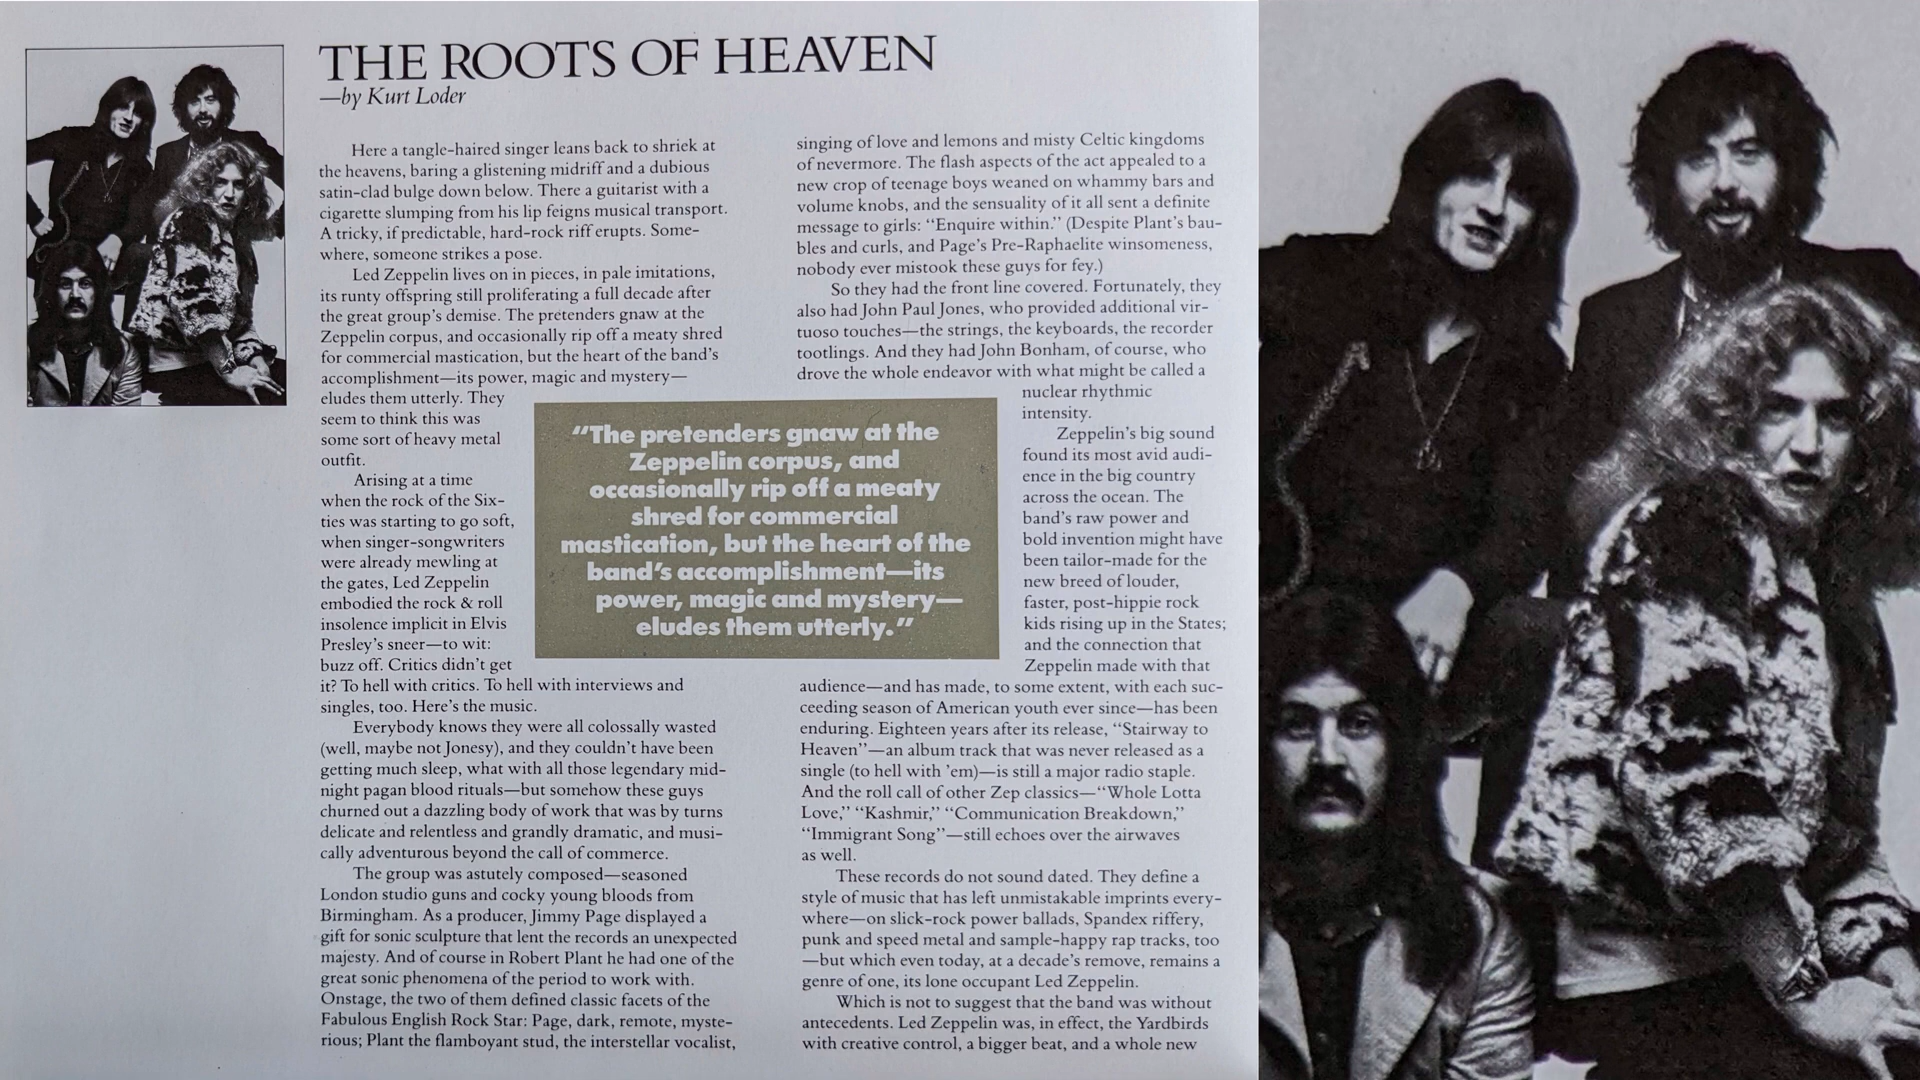 THE ROOTS OF HEAVEN
—by Kurt Loder
Here a tangle-haired singer leans back to shriek at
the heavens, baring a glistening midriff and a dubious
satin-clad bulge down below. There a guitarist with a
cigarette slumping from his lip feigns musical transport.
A tricky, if predictable, hard-rock riff erupts. Some-
where, someone strikes a pose.
Led Zeppelin lives on in pieces, in pale imitations,
its runty offspring still proliferating a full decade after
the great group's demise. The pretenders gnaw at the
Zeppelin corpus, and occasionally rip off a meaty shred
for commercial mastication, but the heart of the band's
accomplishment—its power, magic and mystery—
eludes them utterly. They
seem to think this was
some sort of heavy metal
outfit.
Arising at a time
when the rock of the Six-
ties was starting to go soft,
when singer-songwriters
were already mewling at
the gates, Led Zeppelin
embodied the rock & roll
insolence implicit in Elvis
Presley's sneer—to wit:
buzz off. Critics didn't get
it? To hell with critics. To hell with interviews and
singles, too. Here's the music.
Everybody knows they were all colossally wasted
(well, maybe not Jonesy), and they couldn't have been
getting much sleep, what with all those legendary mid-
night pagan blood rituals—but somehow these guys
churned out a dazzling body of work that was by turns
delicate and relentless and grandly dramatic, and musi-
cally adventurous beyond the call of commerce.
The group was astutely composed—seasoned
London studio guns and cocky young bloods from
Birmingham. As a producer, Jimmy Page displayed a
gift for sonic sculpture that lent the records an unexpected
majesty. And of course in Robert Plant he had one of the
great sonic phenomena of the period to work with.
Onstage, the two of them defined classic facets of the
Fabulous English Rock Star: Page, dark, remote, myste-
rious; Plant the flamboyant stud, the interstellar vocalist,
"The pretenders gnaw at the
Zeppelin corpus, and
occasionally rip off a meaty
shred for commercial
mastication, but the heart of the
band's accomplishment—its
power, magic and mystery—
eludes them utterly."
singing of love and lemons and misty Celtic kingdoms
of nevermore. The flash aspects of the act appealed to a
new crop of teenage boys weaned on whammy bars and
volume knobs, and the sensuality of it all sent a definite
message to girls: "Enquire within." (Despite Plant's bau-
bles and curls, and Page's Pre-Raphaelite winsomeness,
nobody ever mistook these guys for fey.)
So they had the front line covered. Fortunately, they
also had John Paul Jones, who provided additional vir-
tuoso touches—the strings, the keyboards, the recorder
tootlings. And they had John Bonham, of course, who
drove the whole endeavor with what might be called a
nuclear rhythmic
intensity.
Zeppelin's big sound
found its most avid audi-
ence in the big country
across the ocean. The
band's raw power and
bold invention might have
been tailor-made for the
new breed of louder,
faster, post-hippie rock
kids rising up in the States;
and the connection that
Zeppelin made with that
audience—and has made, to some extent, with each suc-
ceeding season of American youth ever since—has been
enduring. Eighteen years after its release, "Stairway to
Heaven"—an album track that was never released as a
single (to hell with 'em)—is still a major radio staple.
And the roll call of other Zep classics—"Whole Lotta
Love," "Kashmir," "Communication Breakdown,"
"Immigrant Song"—still echoes over the airwaves
as well.
These records do not sound dated. They define a
style of music that has left unmistakable imprints every-
where—on slick-rock power ballads, Spandex riffery,
punk and speed metal and sample-happy rap tracks, too
—but which even today, at a decade's remove, remains a
genre of one, its lone occupant Led Zeppelin.
Which is not to suggest that the band was without
antecedents. Led Zeppelin was, in effect, the Yardbirds
with creative control, a bigger beat, and a whole new